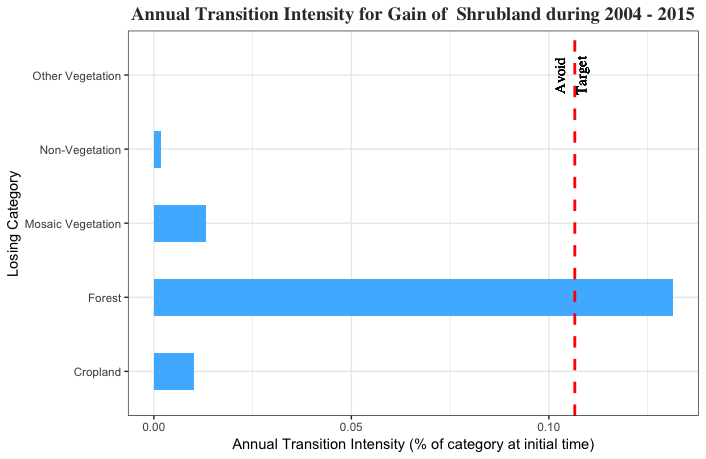 Annual Transition Intensity for Gain of  Shrubland during 2004 - 2015
Losing Category
Other Vegetation
Non-Vegetation
Mosaic Vegetation
Forest
Cropland
Avoid
Target
0.00
0.05
0.10
Annual Transition Intensity (% of category at initial time)